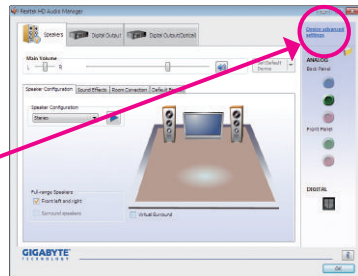 Realtek HD Audio Manager
Speakers
Digital Output
Digital Output(Optical)
Device advanced settings
Main Volume
L
R
Set Default Device
ANALOG
Back Panel
Speaker Configuration
Sound Effects
Room Correction
Default Format
Speaker Configuration
Stereo
Front Panel
Full-range Speakers
Front left and right
Surround speakers
Virtual Surround
DIGITAL
GIGABYTE
TECHNOLOGY
OK